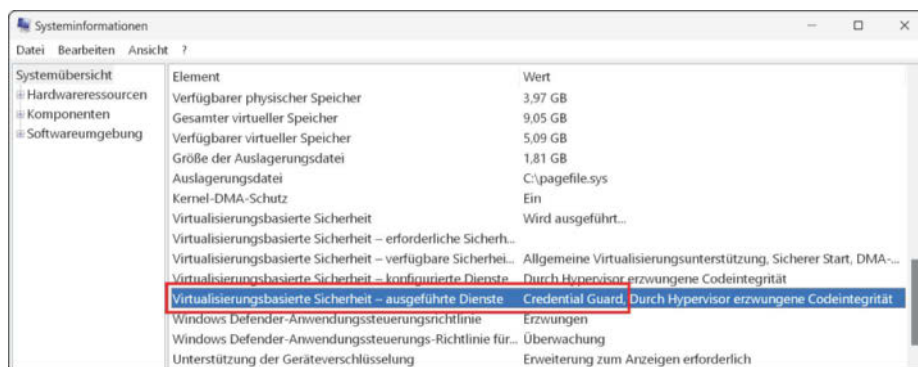 Systeminformationen
Datei Bearbeiten Ansicht ?
Systemübersicht
Hardwareressourcen
Komponenten
Softwareumgebung
Element Wert
Verfügbarer physischer Speicher 3,97 GB
Gesamter virtueller Speicher 9,05 GB
Verfügbarer virtueller Speicher 5,09 GB
Größe der Auslagerungsdatei 1,81 GB
Auslagerungsdatei C:\pagefile.sys
Kernel-DMA-Schutz Ein
Virtualisierungsbasierte Sicherheit Wird ausgeführt...
Virtualisierungsbasierte Sicherheit – erforderliche Sicherh...
Virtualisierungsbasierte Sicherheit – verfügbare Sicherhei... Allgemeine Virtualisierungsunterstützung, Sicherer Start, DMA-...
Virtualisierungsbasierte Sicherheit – konfigurierte Dienste Durch Hypervisor erzwungene Codeintegrität
Virtualisierungsbasierte Sicherheit – ausgeführte Dienste Credential Guard, Durch Hypervisor erzwungene Codeintegrität
Windows Defender-Anwendungssteuerungsrichtlinie Erzwungen
Windows Defender-Anwendungssteuerungs-Richtlinie für... Überwachung
Unterstützung der Geräteverschlüsselung Erweiterung zum Anzeigen erforderlich